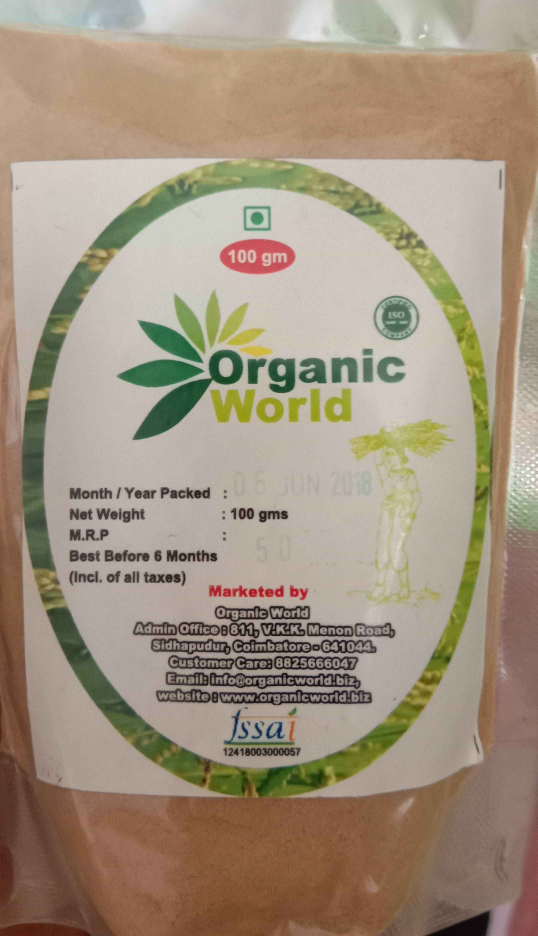 100 gm
ISO
Organic
World
Month / Year Packed : 06 JUN 2018
Net Weight : 100 gms
M.R.P :
Best Before 6 Months 50
(Incl. of all taxes)
Marketed by
Organic World
Admin Office : 811, V.K.K. Menon Road,
Sidhapudur, Coimbatore - 641044.
Customer Care: 8825666047
Email: info@organicworld.biz,
website : www.organicworld.biz
fssai
12418003000057